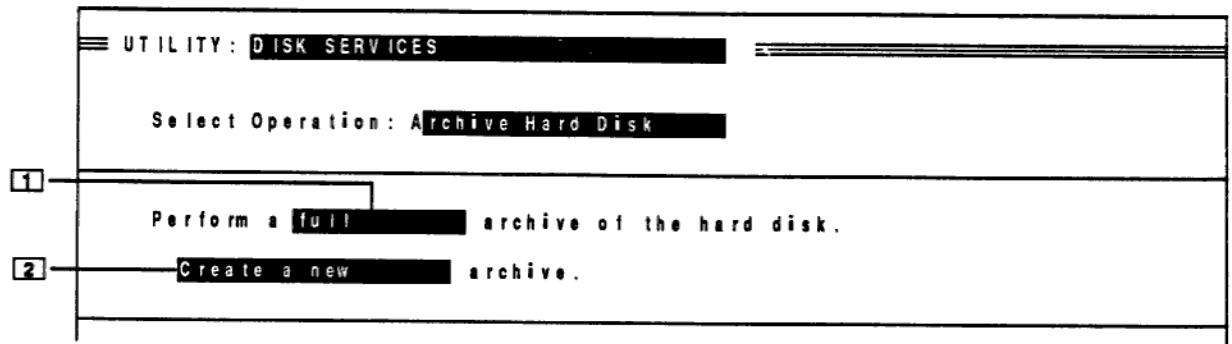 UTILITY: DISK SERVICES
Select Operation: Archive Hard Disk
1
Perform a full archive of the hard disk.
2
Create a new archive.